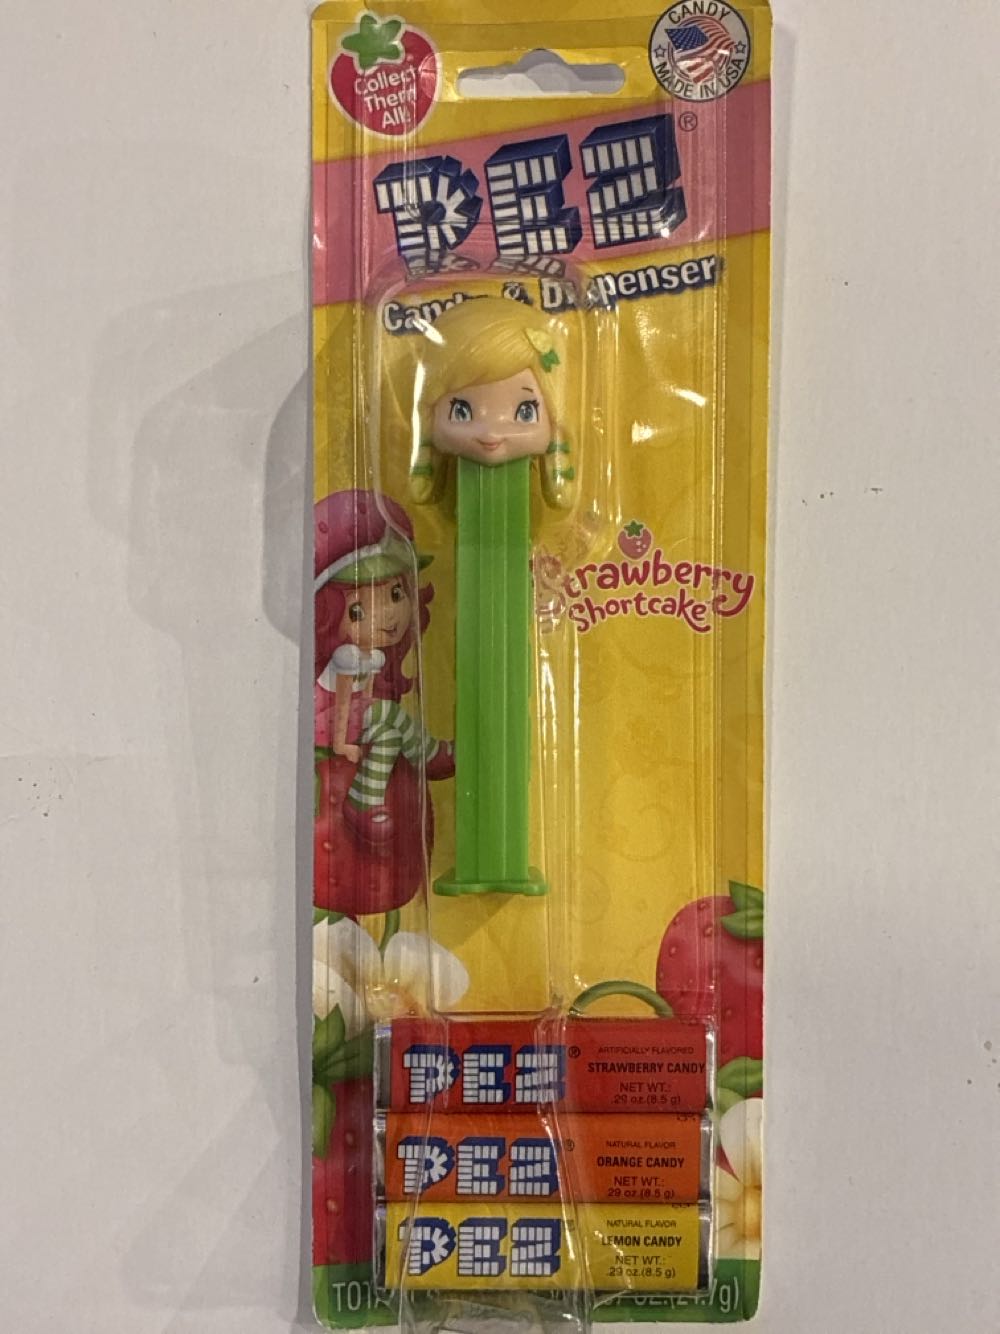 Collect
Them
All!
CANDY
MADE IN USA
PEZ®
Candy & Dispenser
Strawberry
Shortcake
PEZ®
ARTIFICIALLY FLAVORED
STRAWBERRY CANDY
NET WT.:
.29 oz.(8.5 g)
PEZ®
NATURAL FLAVOR
ORANGE CANDY
NET WT.:
.29 oz.(8.5 g)
PEZ
NATURAL FLAVOR
LEMON CANDY
NET WT.:
.29 oz.(8.5 g)